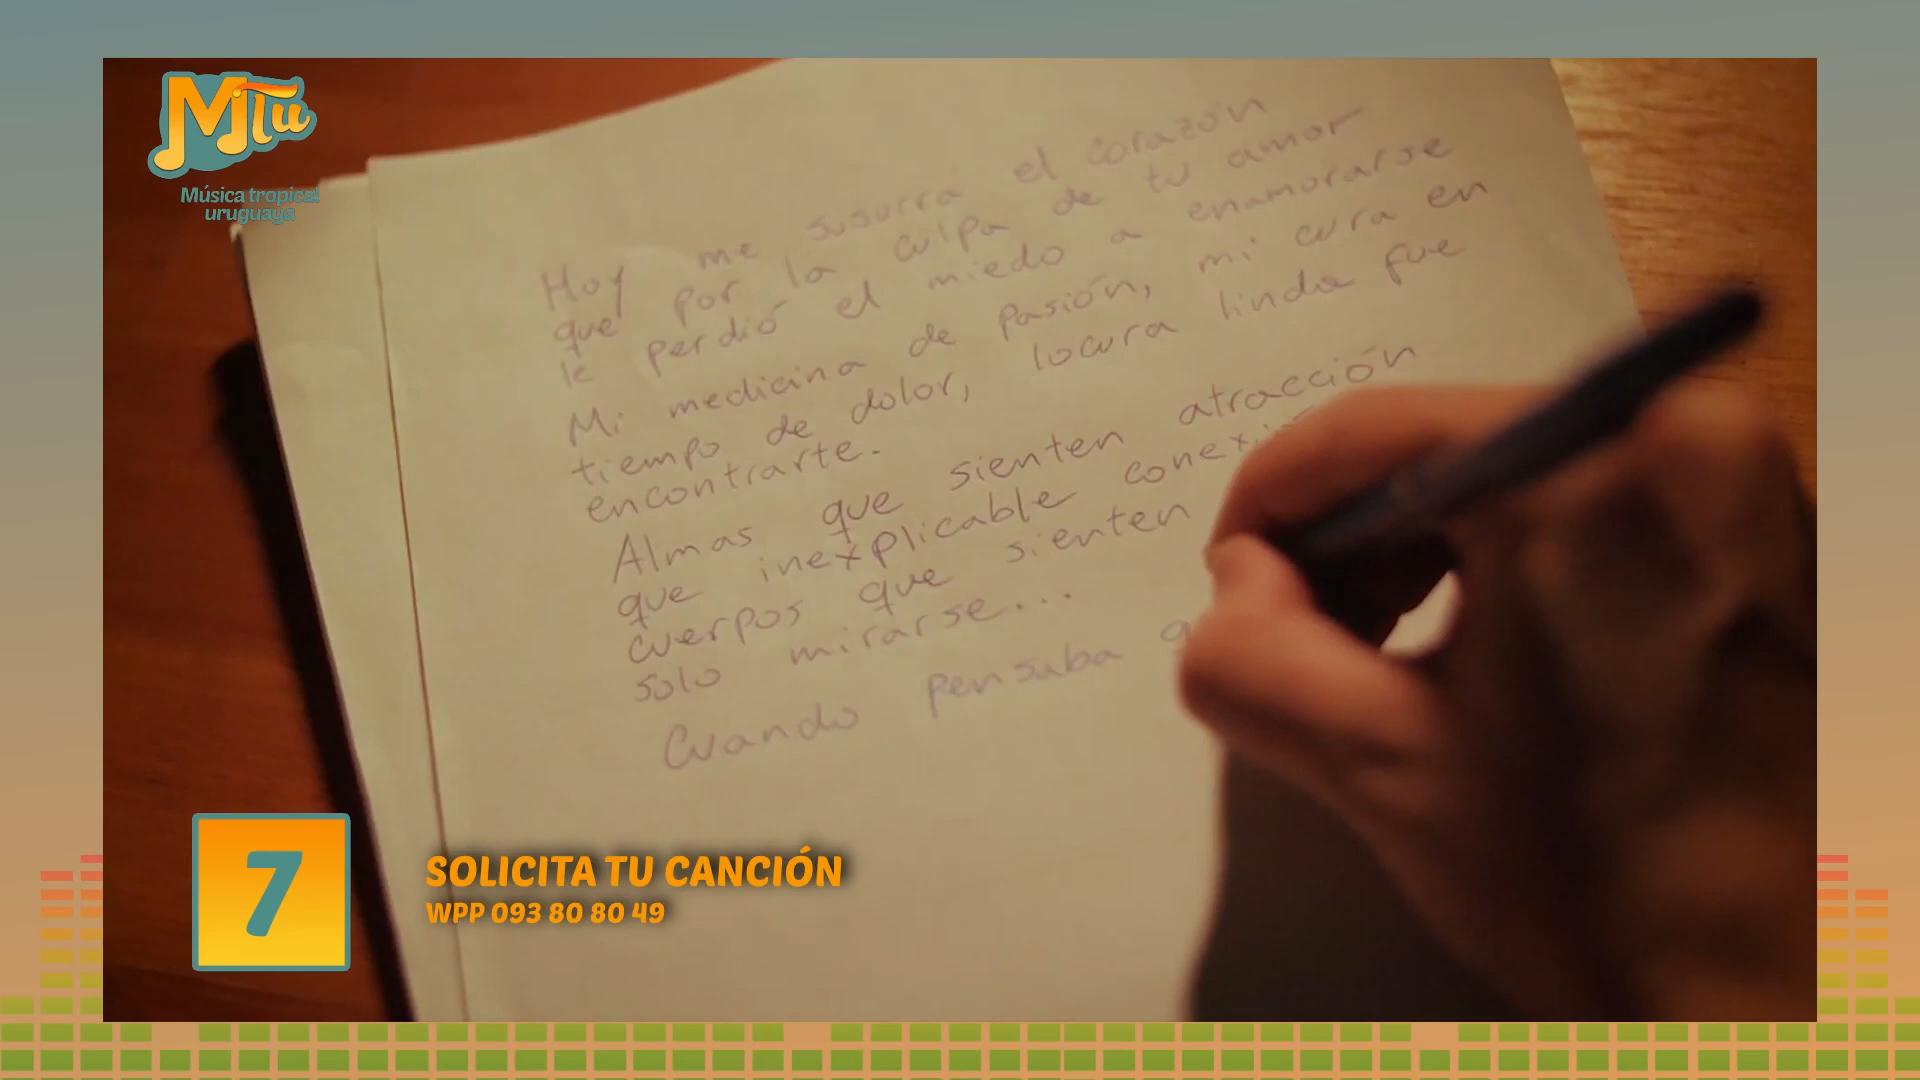 MTU
Música tropical
uruguaya
Hoy me susurra el corazón
que por la culpa de tu amor
le perdió el miedo a enamorarse
Mi medicina de pasión, mi cura en
tiempo de dolor, locura linda fue
encontrarte.
Almas que sienten atracción
que inexplicable
cuerpos que sienten
solo mirarse...
Cuando pensaba
7
SOLICITA TU CANCIÓN
WPP 093 80 80 49